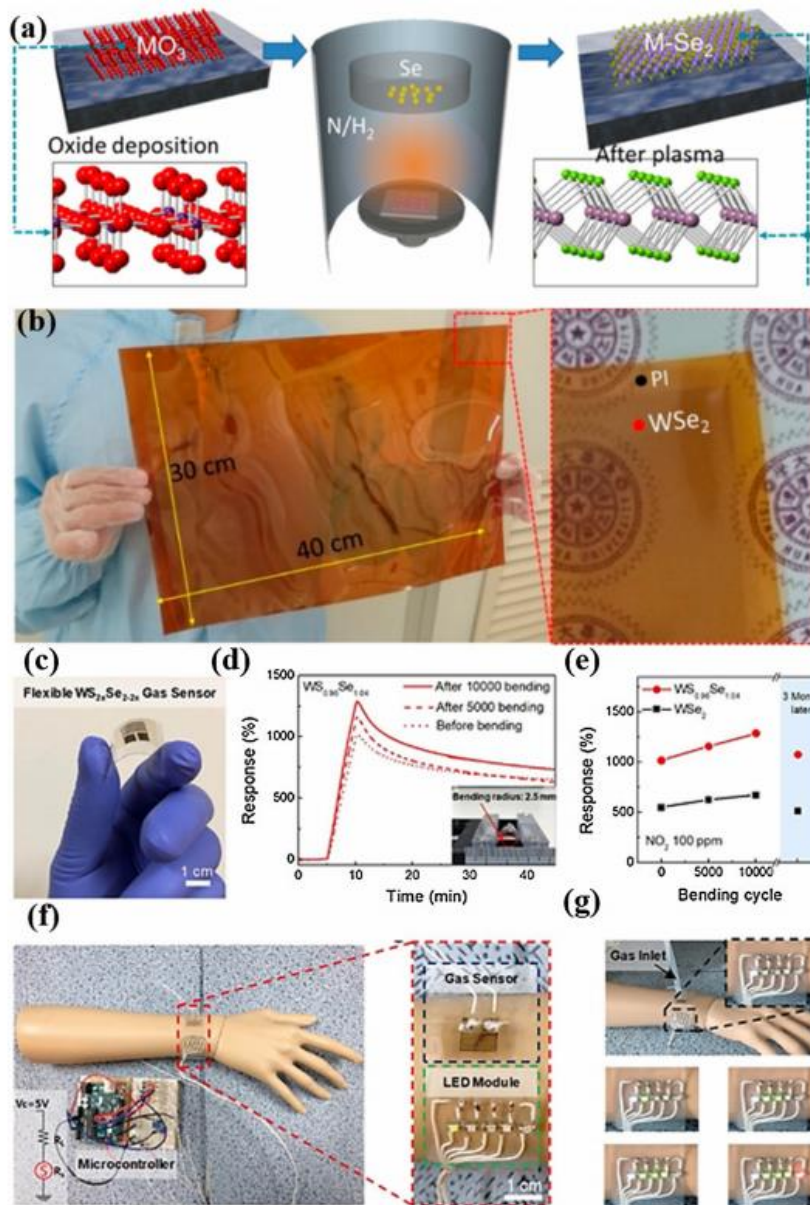 (a)
MO₃
Se
N/H₂
M-Se₂
Oxide deposition
After plasma
(b)
PI
WSe₂
30 cm
40 cm
(c)
Flexible WS₂ₓSe₂₋₂ₓ Gas Sensor
1 cm
(d)
1500
1000
500
0
Response (%)
WS₀.₉₆Se₁.₀₄
After 10000 bending
After 5000 bending
Before bending
Bending radius: 2.5 mm
0 10 20 30 40
Time (min)
(e)
1500
1000
500
0
Response (%)
WS₀.₉₆Se₁.₀₄
WSe₂
3 Mon
later
NO₂ 100 ppm
0 5000 10000
Bending cycle
(f)
Vc=5V
Microcontroller
Gas Sensor
LED Module
1 cm
(g)
Gas Inlet